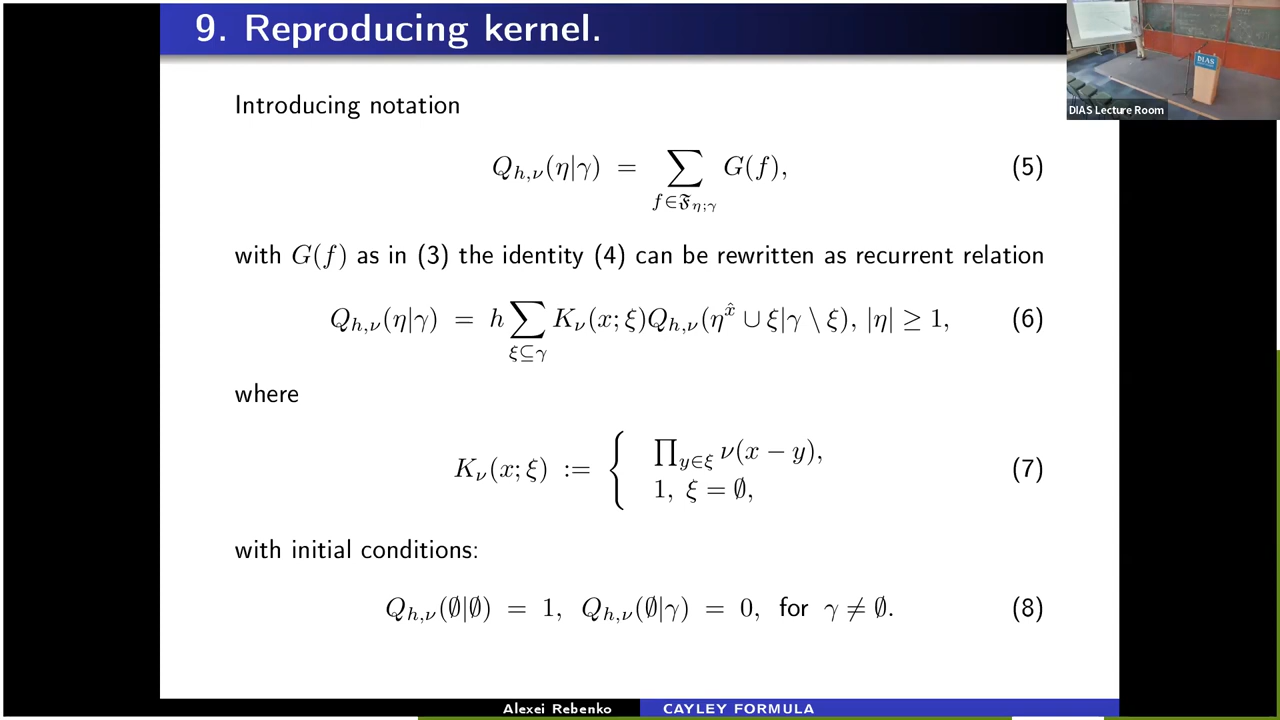 9. Reproducing kernel.
DIAS
DIAS Lecture Room
Introducing notation
Q_{h,ν}(η|γ) = ∑_{f∈𝔉_{η;γ}} G(f), (5)
with G(f) as in (3) the identity (4) can be rewritten as recurrent relation
Q_{h,ν}(η|γ) = h ∑_{ξ⊆γ} K_ν(x; ξ)Q_{h,ν}(η^{x̂} ∪ ξ|γ \ ξ), |η| ≥ 1, (6)
where
K_ν(x; ξ) := { ∏_{y∈ξ} ν(x − y), (7)
1, ξ = ∅,
with initial conditions:
Q_{h,ν}(∅|∅) = 1, Q_{h,ν}(∅|γ) = 0, for γ ≠ ∅. (8)
Alexei Rebenko CAYLEY FORMULA